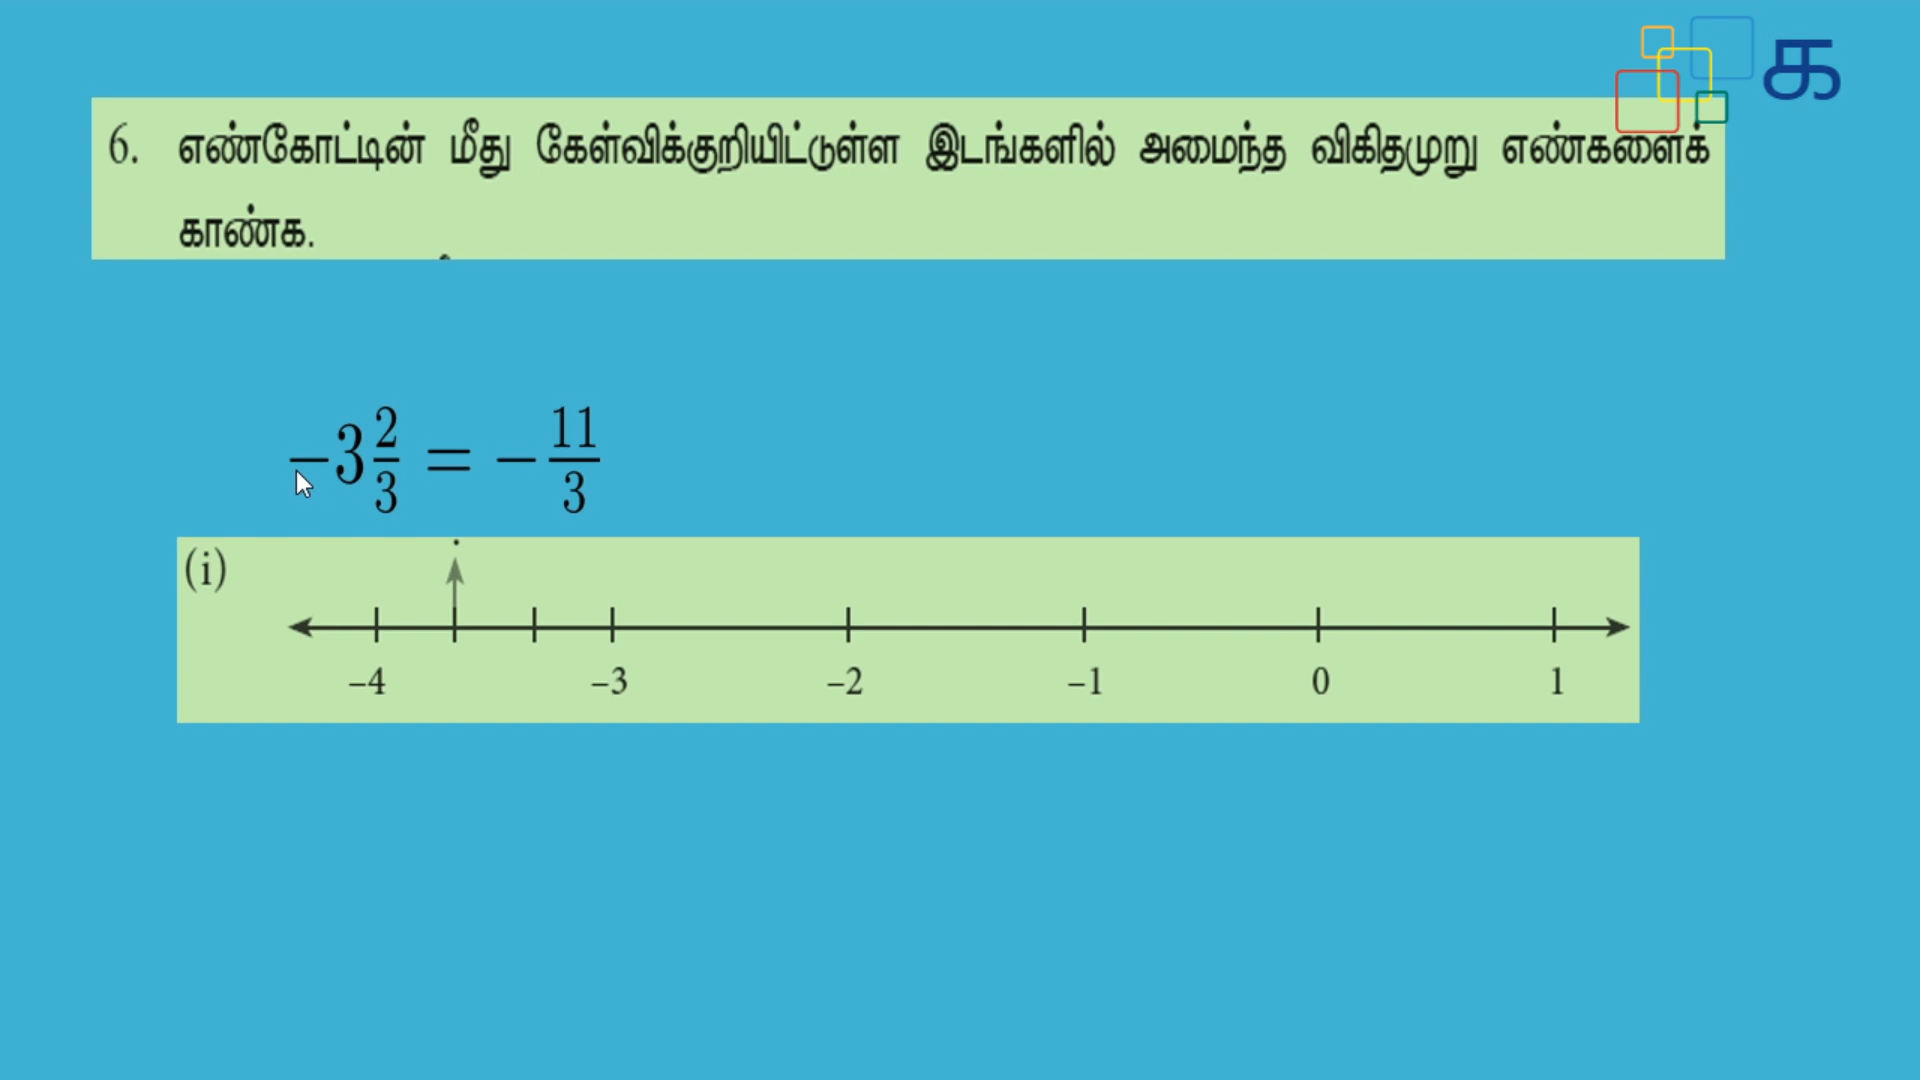 க
6. எண்கோட்டின் மீது கேள்விக்குறியிட்டுள்ள இடங்களில் அமைந்த விகிதமுறு எண்களைக்
காண்க.
−3 2/3 = − 11/3
(i)
–4 –3 –2 –1 0 1